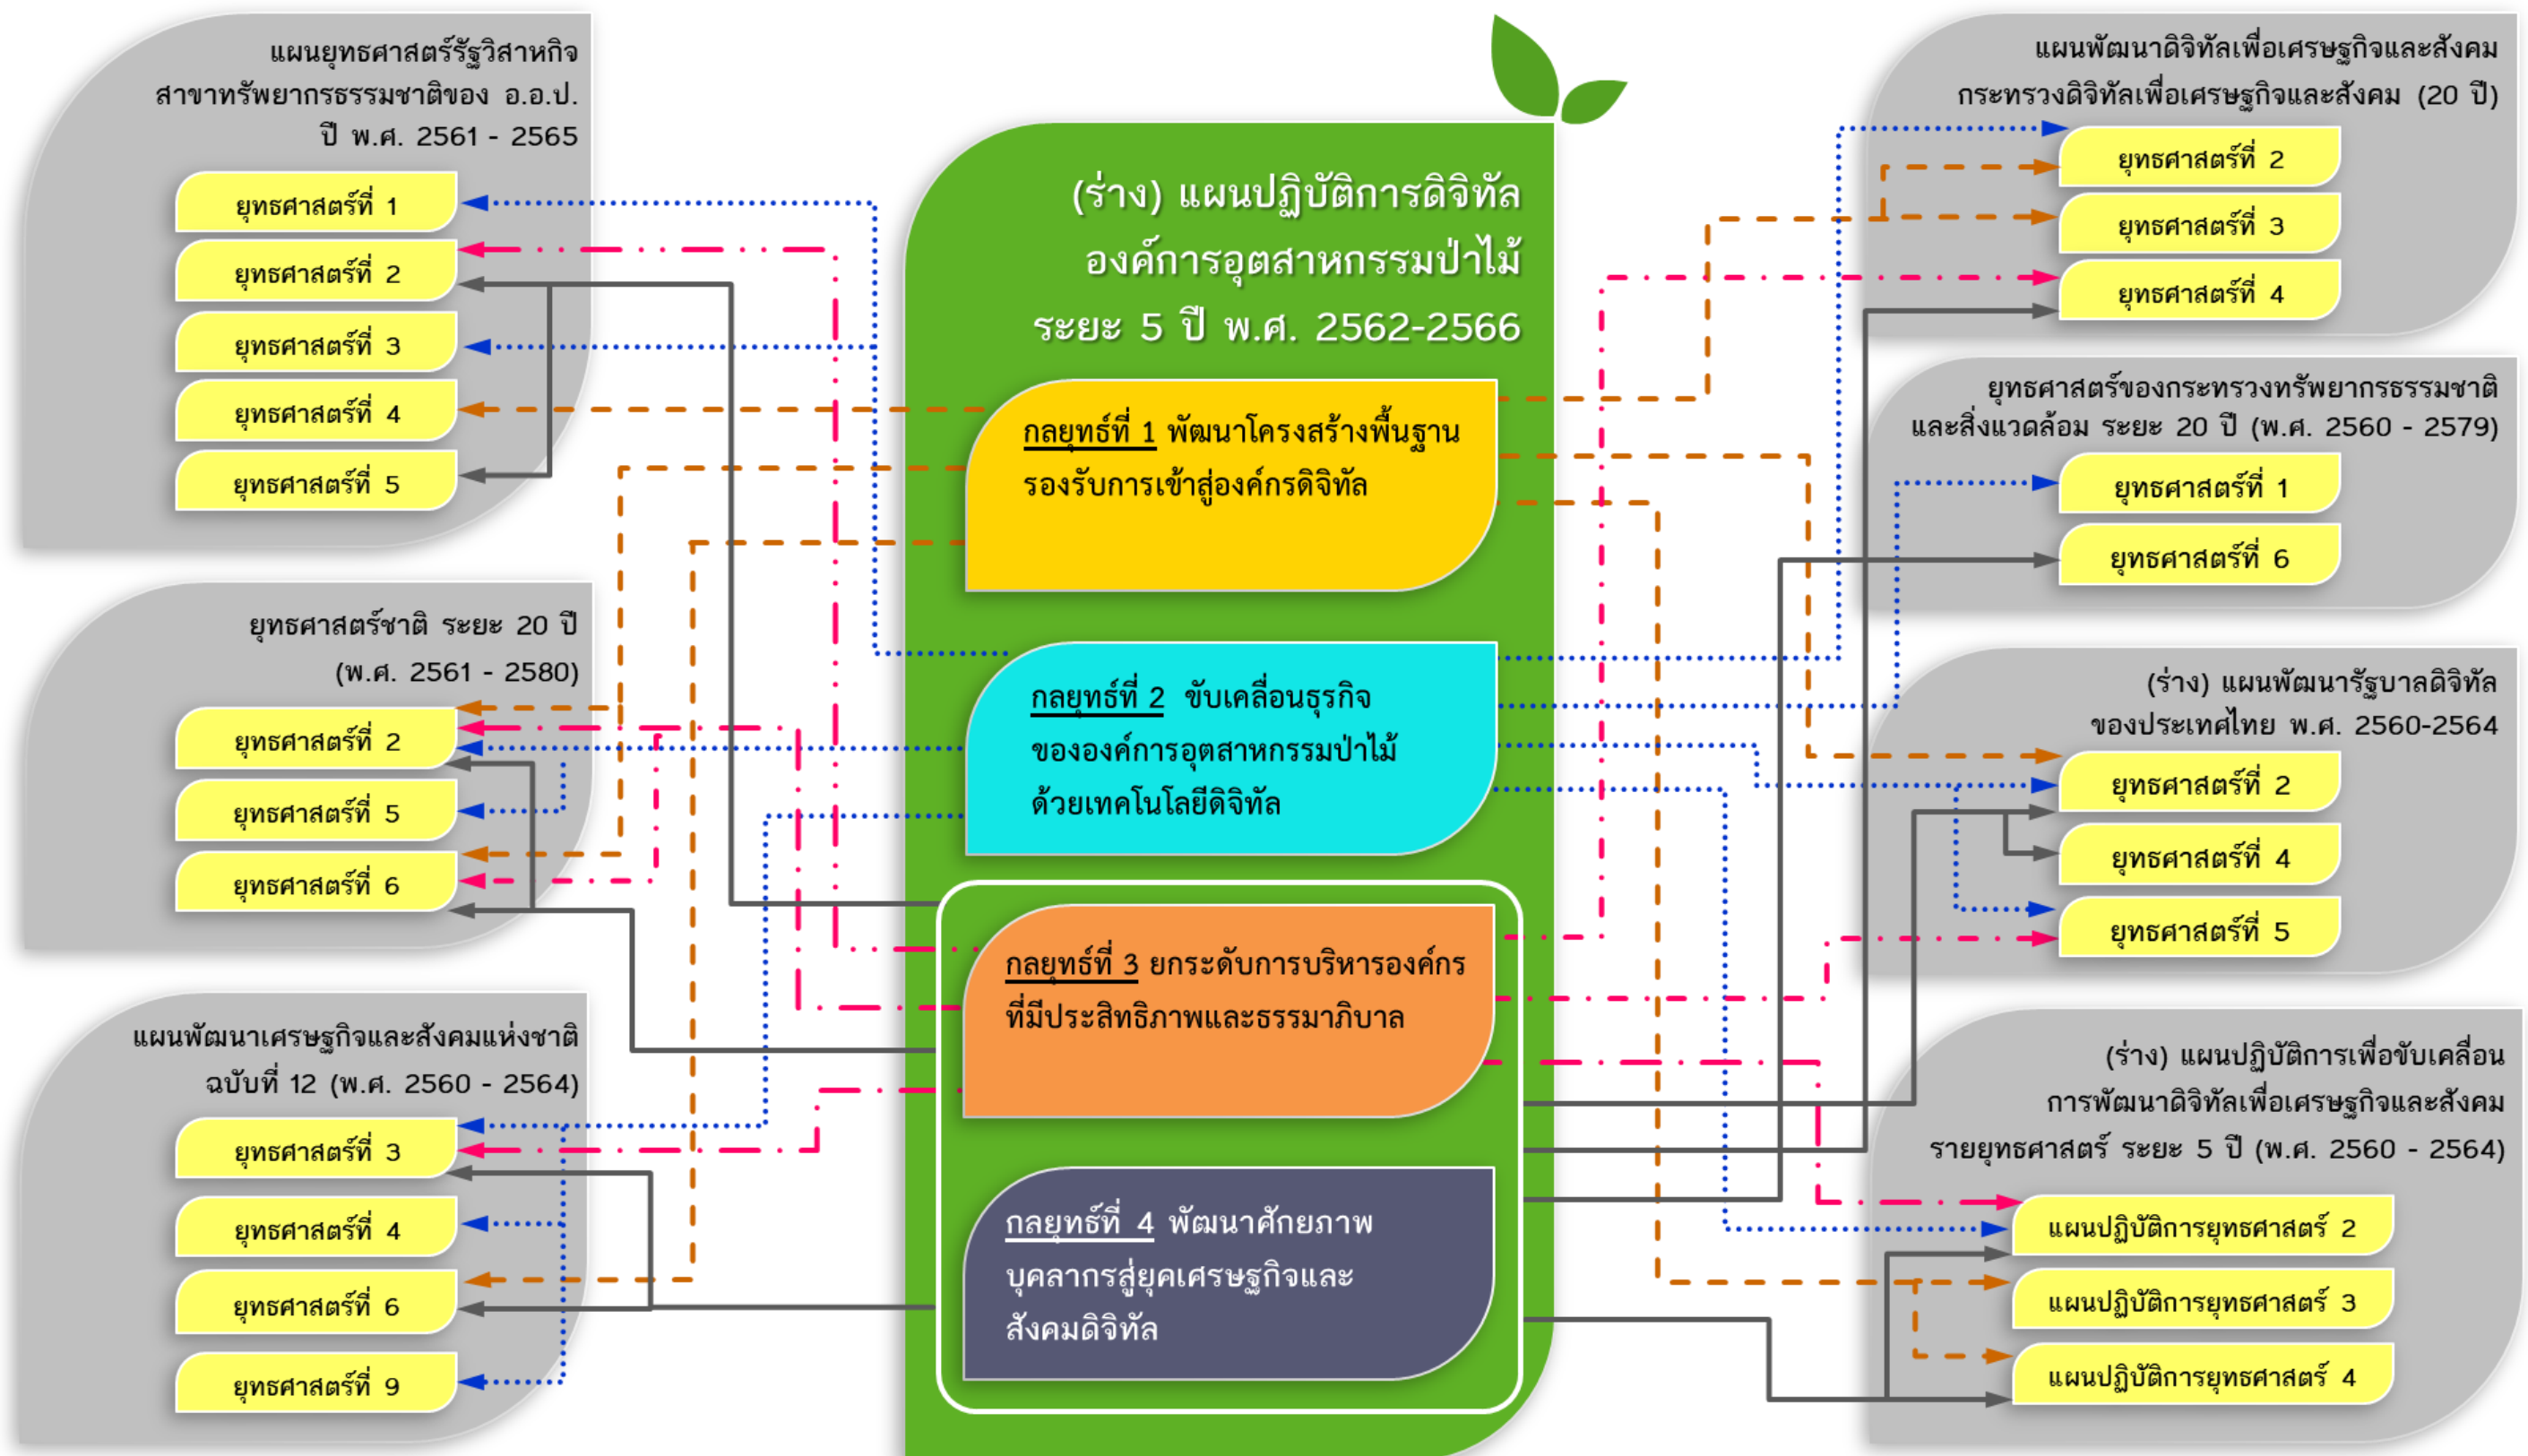 แผนยุทธศาสตร์รัฐวิสาหกิจ
สาขาทรัพยากรธรรมชาติของ อ.อ.ป.
ปี พ.ศ. 2561 - 2565
ยุทธศาสตร์ที่ 1
ยุทธศาสตร์ที่ 2
ยุทธศาสตร์ที่ 3
ยุทธศาสตร์ที่ 4
ยุทธศาสตร์ที่ 5
ยุทธศาสตร์ชาติ ระยะ 20 ปี
(พ.ศ. 2561 - 2580)
ยุทธศาสตร์ที่ 2
ยุทธศาสตร์ที่ 5
ยุทธศาสตร์ที่ 6
แผนพัฒนาเศรษฐกิจและสังคมแห่งชาติ
ฉบับที่ 12 (พ.ศ. 2560 - 2564)
ยุทธศาสตร์ที่ 3
ยุทธศาสตร์ที่ 4
ยุทธศาสตร์ที่ 6
ยุทธศาสตร์ที่ 9
(ร่าง) แผนปฏิบัติการดิจิทัล
องค์การอุตสาหกรรมป่าไม้
ระยะ 5 ปี พ.ศ. 2562-2566
กลยุทธ์ที่ 1 พัฒนาโครงสร้างพื้นฐาน
รองรับการเข้าสู่องค์กรดิจิทัล
กลยุทธ์ที่ 2 ขับเคลื่อนธุรกิจ
ขององค์การอุตสาหกรรมป่าไม้
ด้วยเทคโนโลยีดิจิทัล
กลยุทธ์ที่ 3 ยกระดับการบริหารองค์กร
ที่มีประสิทธิภาพและธรรมาภิบาล
กลยุทธ์ที่ 4 พัฒนาศักยภาพ
บุคลากรสู่ยุคเศรษฐกิจและ
สังคมดิจิทัล
แผนพัฒนาดิจิทัลเพื่อเศรษฐกิจและสังคม
กระทรวงดิจิทัลเพื่อเศรษฐกิจและสังคม (20 ปี)
ยุทธศาสตร์ที่ 2
ยุทธศาสตร์ที่ 3
ยุทธศาสตร์ที่ 4
ยุทธศาสตร์ของกระทรวงทรัพยากรธรรมชาติ
และสิ่งแวดล้อม ระยะ 20 ปี (พ.ศ. 2560 - 2579)
ยุทธศาสตร์ที่ 1
ยุทธศาสตร์ที่ 6
(ร่าง) แผนพัฒนารัฐบาลดิจิทัล
ของประเทศไทย พ.ศ. 2560-2564
ยุทธศาสตร์ที่ 2
ยุทธศาสตร์ที่ 4
ยุทธศาสตร์ที่ 5
(ร่าง) แผนปฏิบัติการเพื่อขับเคลื่อน
การพัฒนาดิจิทัลเพื่อเศรษฐกิจและสังคม
รายยุทธศาสตร์ ระยะ 5 ปี (พ.ศ. 2560 - 2564)
แผนปฏิบัติการยุทธศาสตร์ 2
แผนปฏิบัติการยุทธศาสตร์ 3
แผนปฏิบัติการยุทธศาสตร์ 4